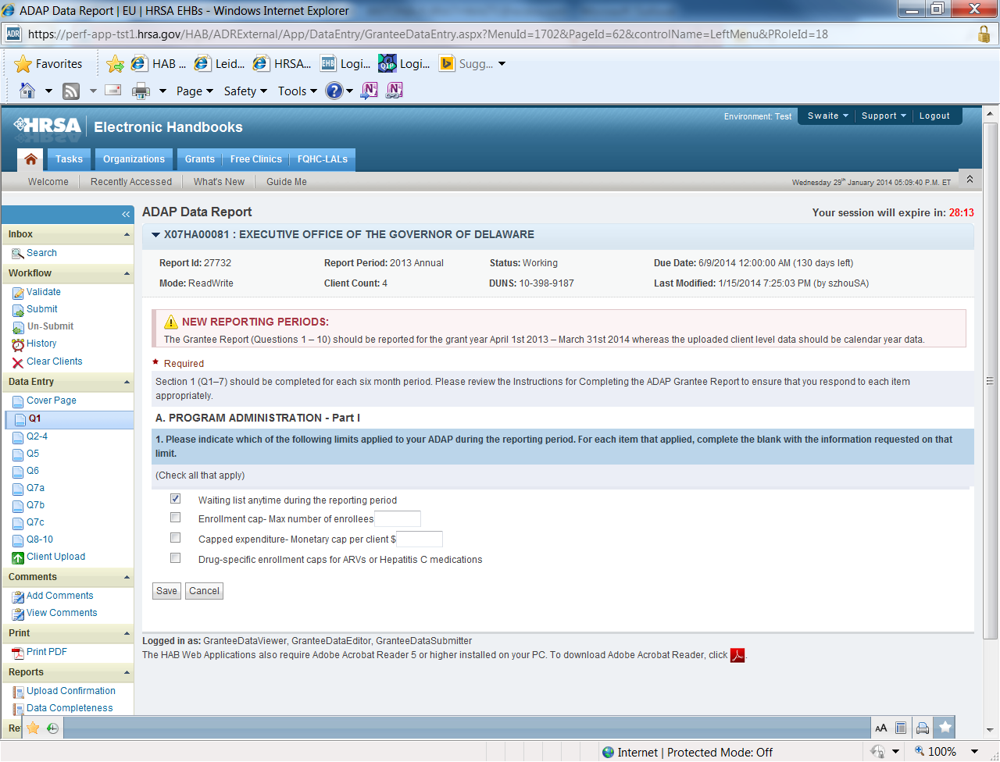 ADAP Data Report | EU | HRSA EHBs - Windows Internet Explorer
ADR https://perf-app-tst1.hrsa.gov/HAB/ADRExternal/App/DataEntry/GranteeDataEntry.aspx?MenuId=1702&PageId=62&controlName=LeftMenu&PRoleId=18
Favorites HAB ... Leid... HRSA... EHB Logi... Logi... Sugg...
Page Safety Tools
HRSA Electronic Handbooks
Environment: Test Swaite Support Logout
Tasks Organizations Grants Free Clinics FQHC-LALs
Welcome Recently Accessed What's New Guide Me
Wednesday 29th January 2014 05:09:40 P.M. ET
Inbox
Search
Workflow
Validate
Submit
Un-Submit
History
Clear Clients
Data Entry
Cover Page
Q1
Q2-4
Q5
Q6
Q7a
Q7b
Q7c
Q8-10
Client Upload
Comments
Add Comments
View Comments
Print
Print PDF
Reports
Upload Confirmation
Data Completeness
Re
ADAP Data Report
Your session will expire in: 28:13
X07HA00081 : EXECUTIVE OFFICE OF THE GOVERNOR OF DELAWARE
Report Id: 27732 Report Period: 2013 Annual Status: Working Due Date: 6/9/2014 12:00:00 AM (130 days left)
Mode: ReadWrite Client Count: 4 DUNS: 10-398-9187 Last Modified: 1/15/2014 7:25:03 PM (by szhouSA)
NEW REPORTING PERIODS:
The Grantee Report (Questions 1 – 10) should be reported for the grant year April 1st 2013 – March 31st 2014 whereas the uploaded client level data should be calendar year data.
* Required
Section 1 (Q1–7) should be completed for each six month period. Please review the Instructions for Completing the ADAP Grantee Report to ensure that you respond to each item
appropriately.
A. PROGRAM ADMINISTRATION - Part I
1. Please indicate which of the following limits applied to your ADAP during the reporting period. For each item that applied, complete the blank with the information requested on that
limit.
(Check all that apply)
Waiting list anytime during the reporting period
Enrollment cap- Max number of enrollees
Capped expenditure- Monetary cap per client $
Drug-specific enrollment caps for ARVs or Hepatitis C medications
Save Cancel
Logged in as: GranteeDataViewer, GranteeDataEditor, GranteeDataSubmitter
The HAB Web Applications also require Adobe Acrobat Reader 5 or higher installed on your PC. To download Adobe Acrobat Reader, click .
AA
Internet | Protected Mode: Off 100%